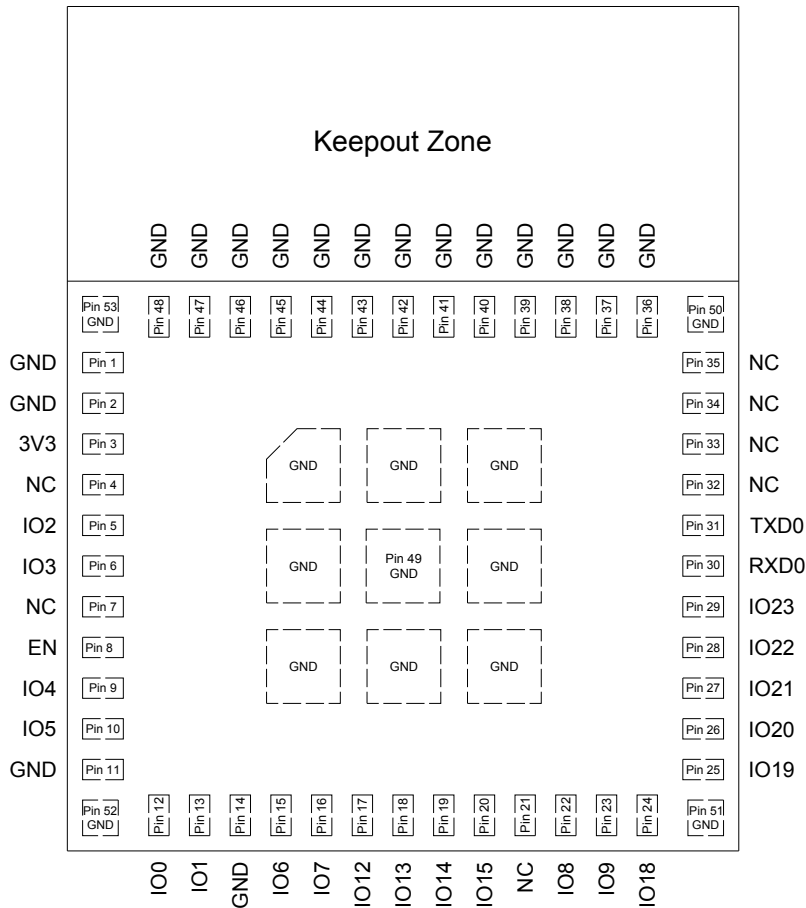 Keepout Zone
GND GND GND GND GND GND GND GND GND GND GND GND GND
Pin 53 GND
Pin 48 Pin 47 Pin 46 Pin 45 Pin 44 Pin 43 Pin 42 Pin 41 Pin 40 Pin 39 Pin 38 Pin 37 Pin 36
Pin 50 GND
GND Pin 1 Pin 35 NC
GND Pin 2 Pin 34 NC
3V3 Pin 3 Pin 33 NC
GND GND GND
NC Pin 4 Pin 32 NC
IO2 Pin 5 Pin 31 TXD0
IO3 Pin 6 GND Pin 49 GND GND Pin 30 RXD0
NC Pin 7 Pin 29 IO23
EN Pin 8 Pin 28 IO22
GND GND GND
IO4 Pin 9 Pin 27 IO21
IO5 Pin 10 Pin 26 IO20
GND Pin 11 Pin 25 IO19
Pin 52 GND
Pin 12 Pin 13 Pin 14 Pin 15 Pin 16 Pin 17 Pin 18 Pin 19 Pin 20 Pin 21 Pin 22 Pin 23 Pin 24
Pin 51 GND
IO0 IO1 GND IO6 IO7 IO12 IO13 IO14 IO15 NC IO8 IO9 IO18